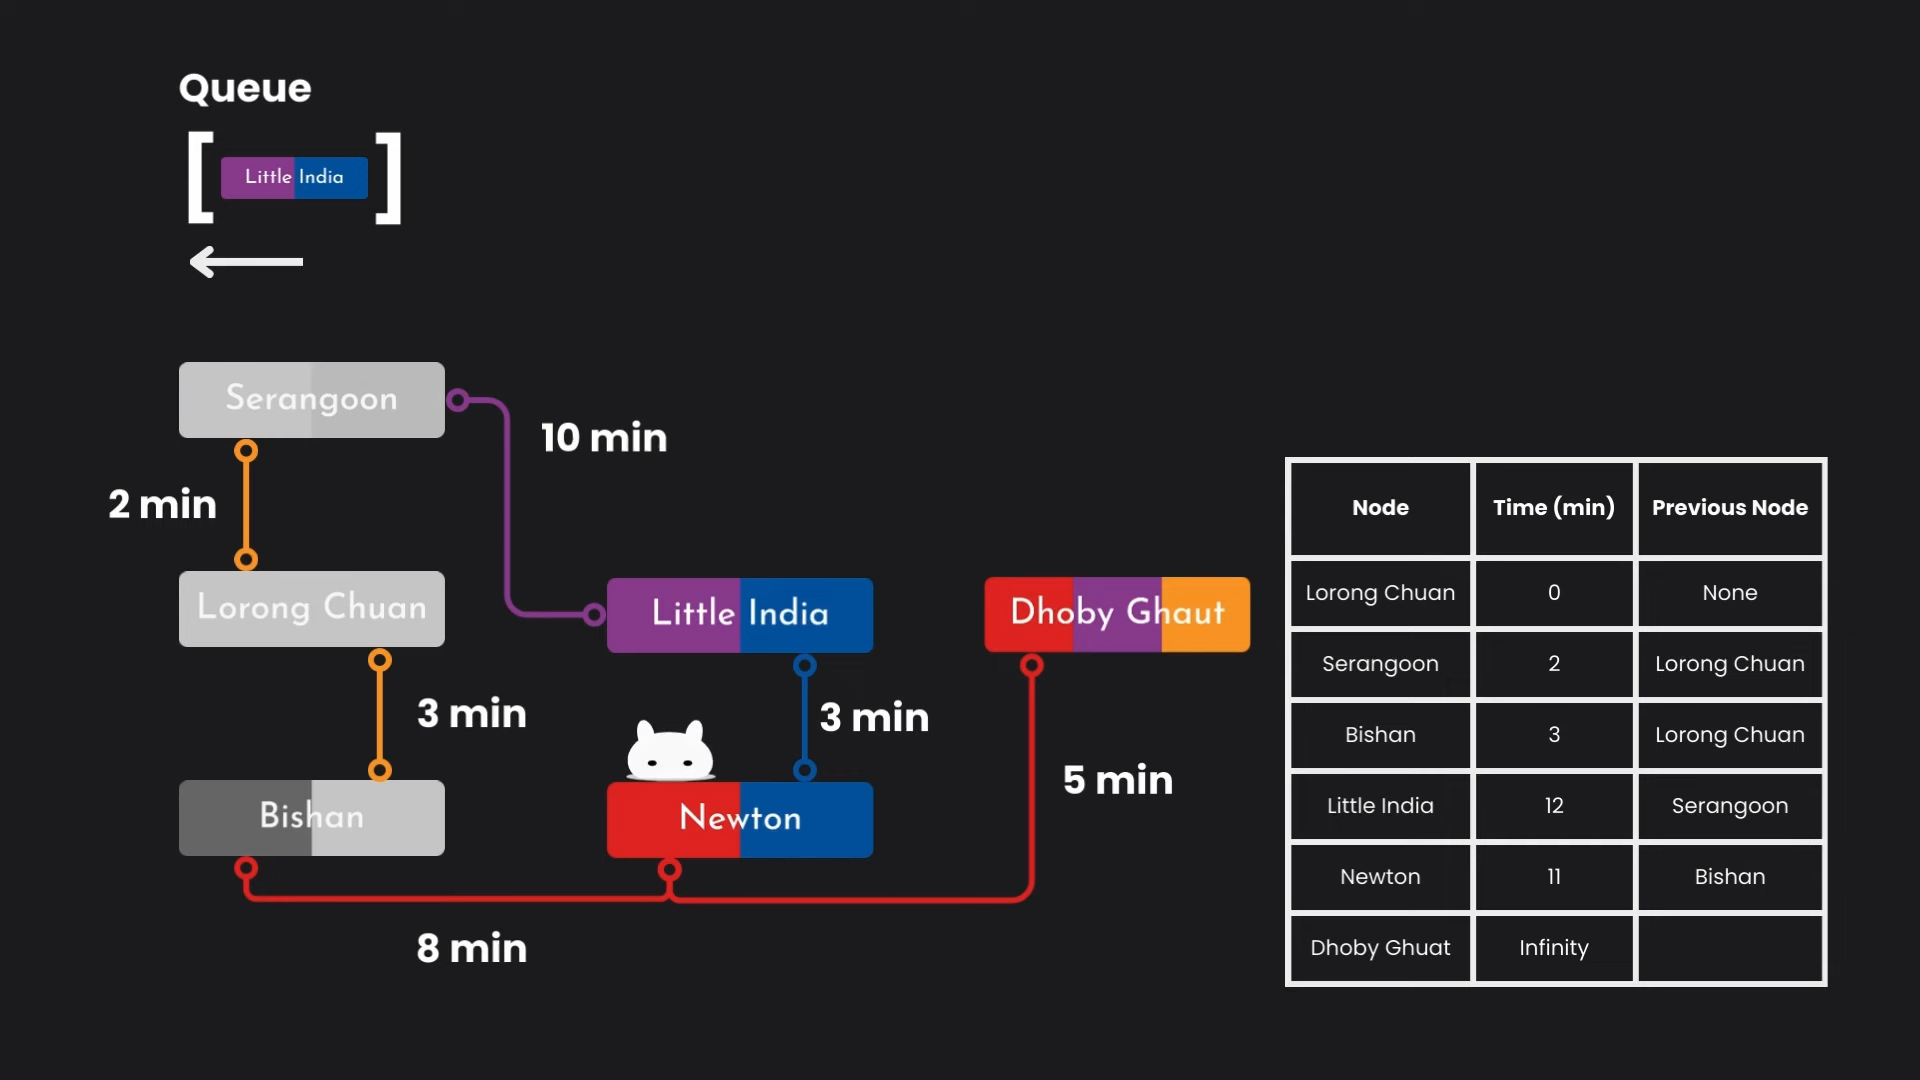 Queue
[Little India]
Serangoon
10 min
2 min
Lorong Chuan
Little India
Dhoby Ghaut
3 min
3 min
5 min
Bishan
Newton
8 min
Node Time (min) Previous Node
Lorong Chuan 0 None
Serangoon 2 Lorong Chuan
Bishan 3 Lorong Chuan
Little India 12 Serangoon
Newton 11 Bishan
Dhoby Ghuat Infinity